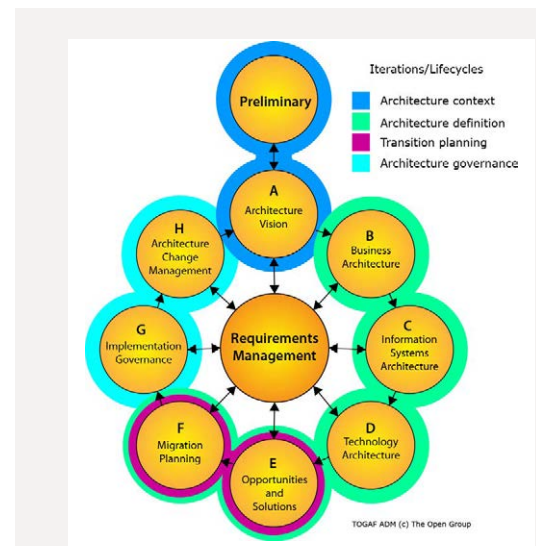 Iterations/Lifecycles
Architecture context
Architecture definition
Transition planning
Architecture governance
Preliminary
A
Architecture
Vision
B
Business
Architecture
C
Information
Systems
Architecture
D
Technology
Architecture
E
Opportunities
and
Solutions
F
Migration
Planning
G
Implementation
Governance
H
Architecture
Change
Management
Requirements
Management
TOGAF ADM (c) The Open Group